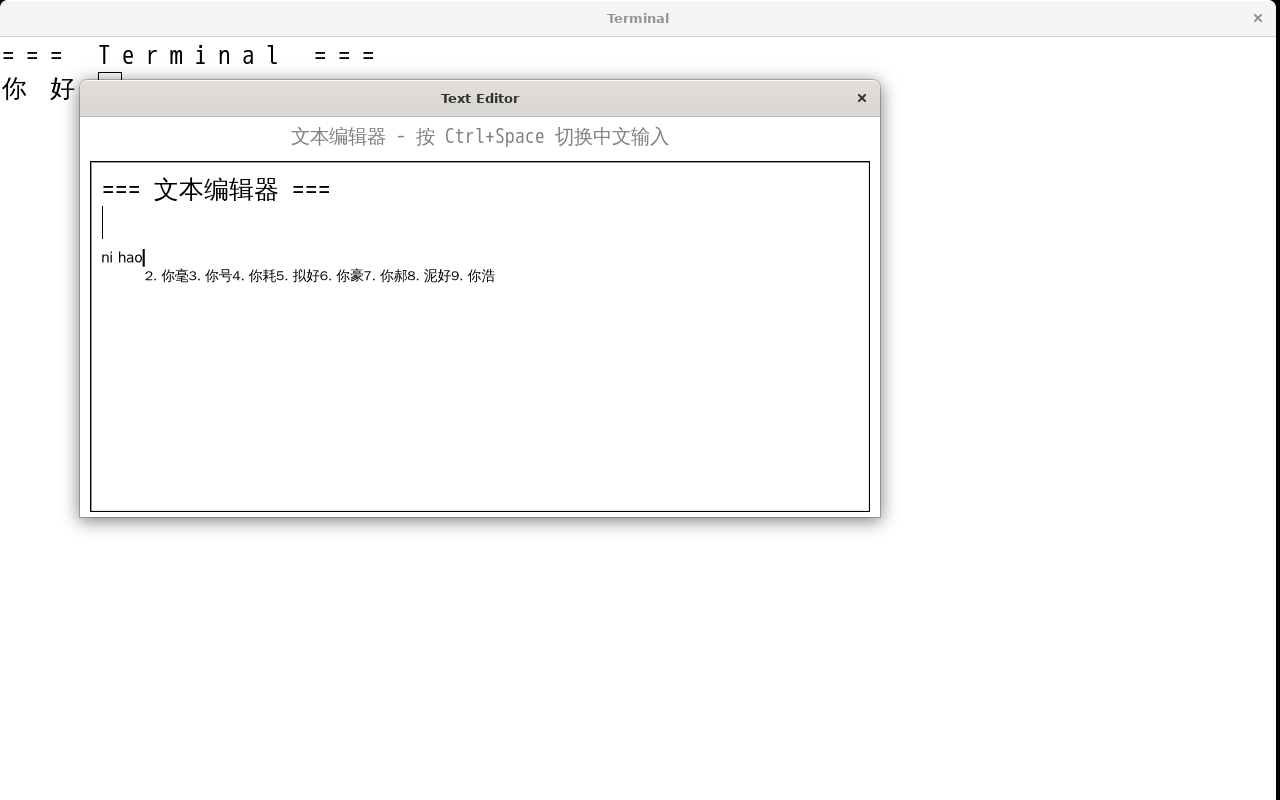 Terminal
=== Terminal ===
你好
Text Editor
文本编辑器 - 按 Ctrl+Space 切换中文输入
=== 文本编辑器 ===
ni hao
2. 你毫3. 你号4. 你耗5. 拟好6. 你豪7. 你郝8. 泥好9. 你浩